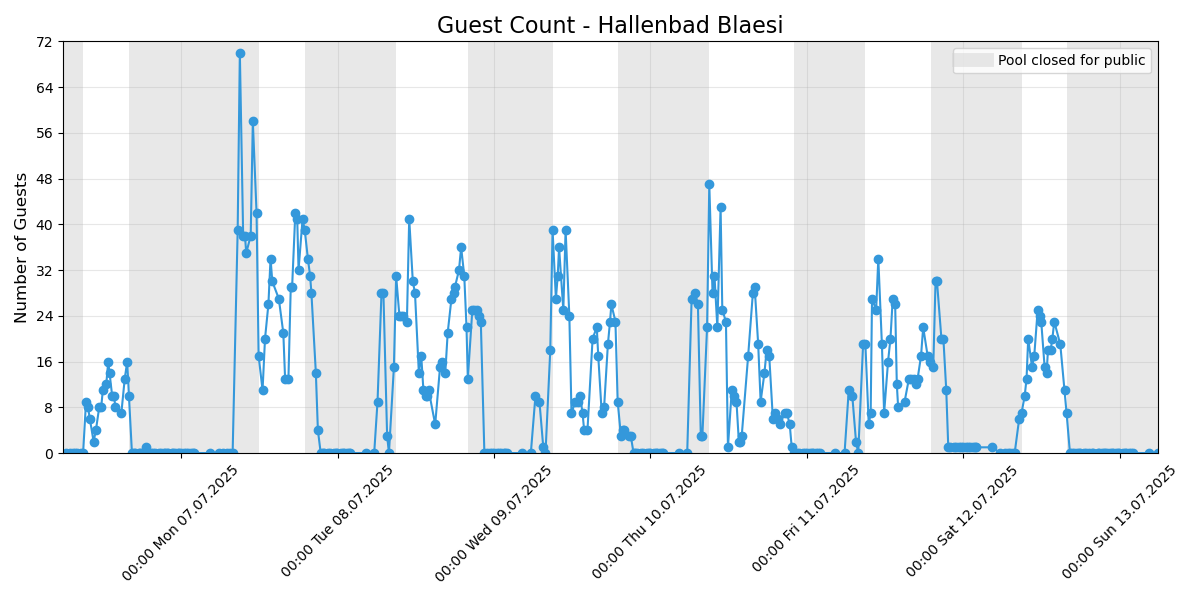 Guest Count - Hallenbad Blaesi
Pool closed for public
Number of Guests
72
64
56
48
40
32
24
16
8
0
00:00 Mon 07.07.2025
00:00 Tue 08.07.2025
00:00 Wed 09.07.2025
00:00 Thu 10.07.2025
00:00 Fri 11.07.2025
00:00 Sat 12.07.2025
00:00 Sun 13.07.2025